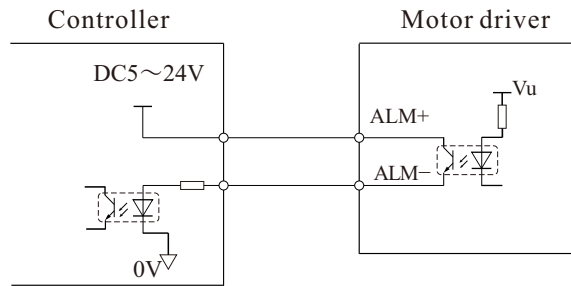 Controller
Motor driver
DC5～24V
Vu
ALM+
ALM−
0V